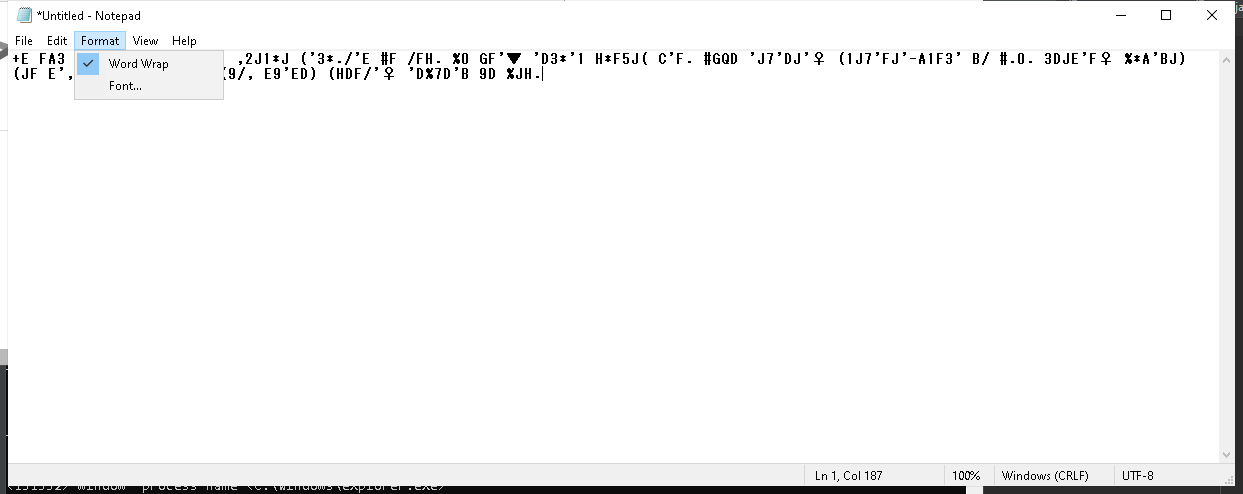 *Untitled - Notepad
File Edit Format View Help
+E FA3 ,2J1*J ('3*./'E #F /FH. %0 GF'▼ 'D3*'1 H*F5J( C'F. #GQD 'J7'DJ'♀ (1J7'FJ'-A1F3' B/ #.O. 3DJE'F♀ %*A'BJ)
Word Wrap
(JF E', (9/, E9'ED) (HDF/'♀ 'D%7D'B 9D %JH.
Font...
Ln 1, Col 187 100% Windows (CRLF) UTF-8